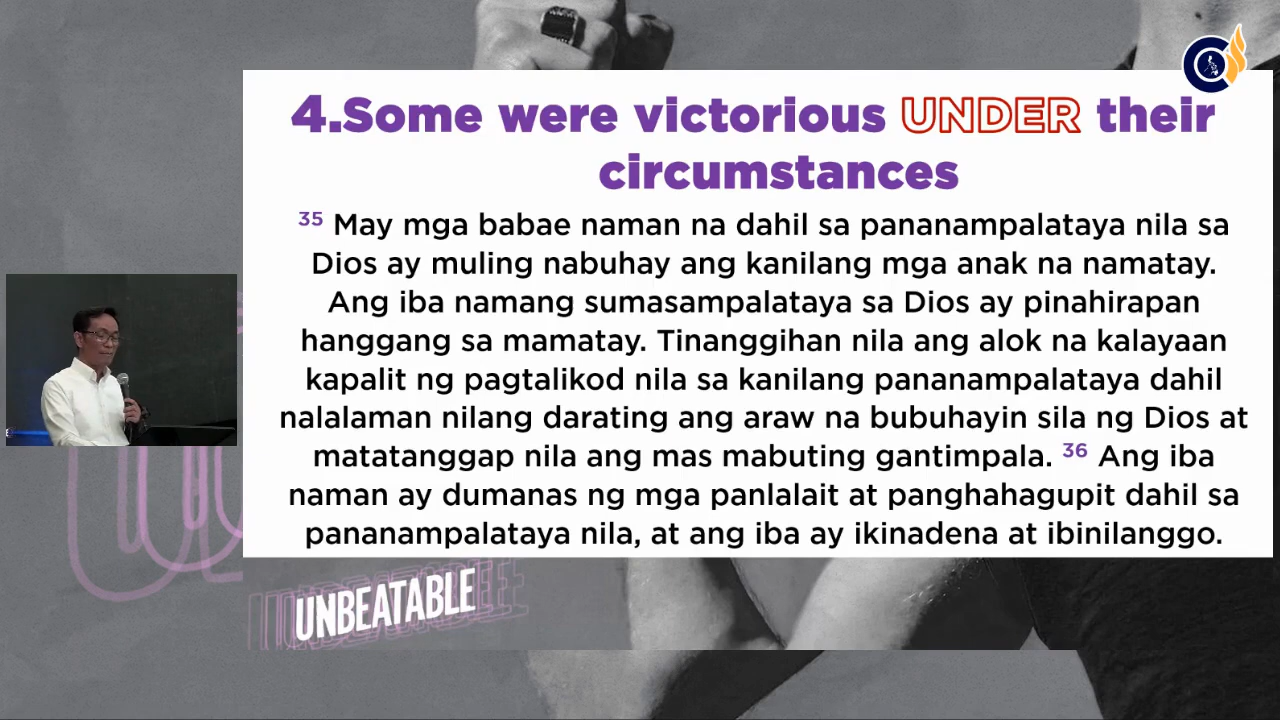 4.Some were victorious UNDER their
circumstances
35 May mga babae naman na dahil sa pananampalataya nila sa
Dios ay muling nabuhay ang kanilang mga anak na namatay.
Ang iba namang sumasampalataya sa Dios ay pinahirapan
hanggang sa mamatay. Tinanggihan nila ang alok na kalayaan
kapalit ng pagtalikod nila sa kanilang pananampalataya dahil
nalalaman nilang darating ang araw na bubuhayin sila ng Dios at
matatanggap nila ang mas mabuting gantimpala. 36 Ang iba
naman ay dumanas ng mga panlalait at panghahagupit dahil sa
pananampalataya nila, at ang iba ay ikinadena at ibinilanggo.
UNBEATABLE